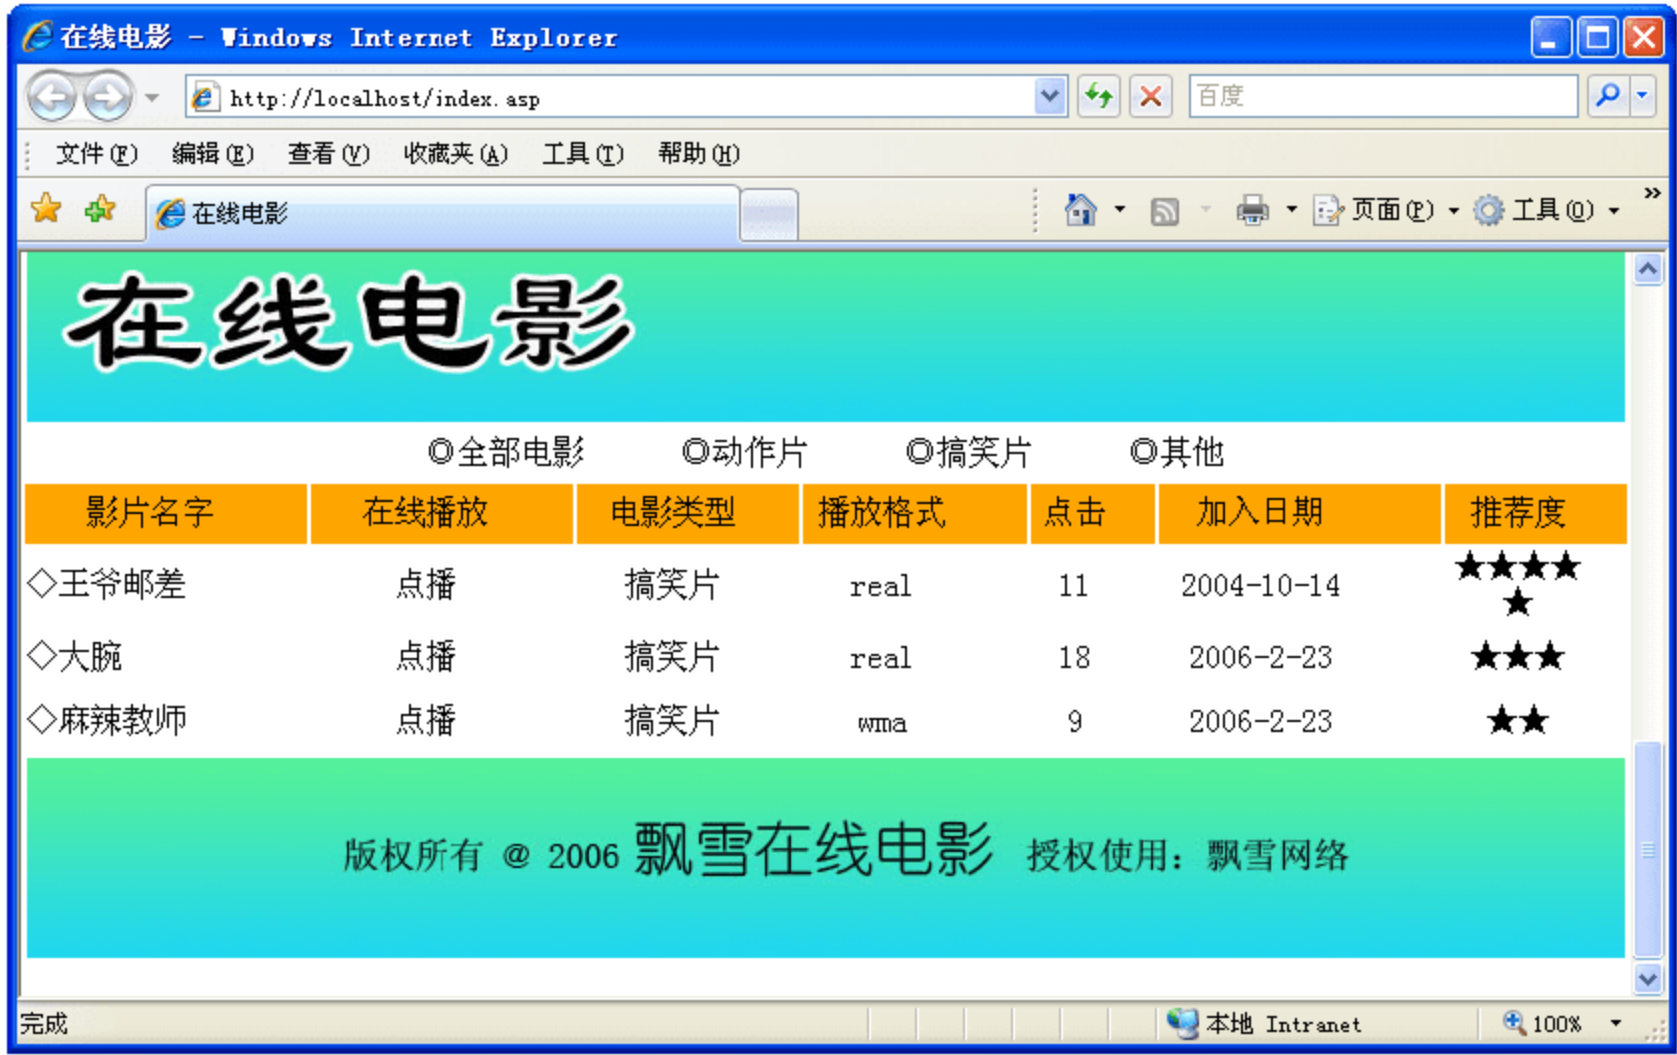 在线电影 - Windows Internet Explorer
http://localhost/index.asp 百度
文件(F) 编辑(E) 查看(V) 收藏夹(A) 工具(T) 帮助(H)
在线电影 页面(P) 工具(O) »
在线电影
◎全部电影 ◎动作片 ◎搞笑片 ◎其他
影片名字 在线播放 电影类型 播放格式 点击 加入日期 推荐度
◇王爷邮差 点播 搞笑片 real 11 2004-10-14 ★★★★
★
◇大腕 点播 搞笑片 real 18 2006-2-23 ★★★
◇麻辣教师 点播 搞笑片 wma 9 2006-2-23 ★★
版权所有 @ 2006 飘雪在线电影 授权使用：飘雪网络
完成 本地 Intranet 100%